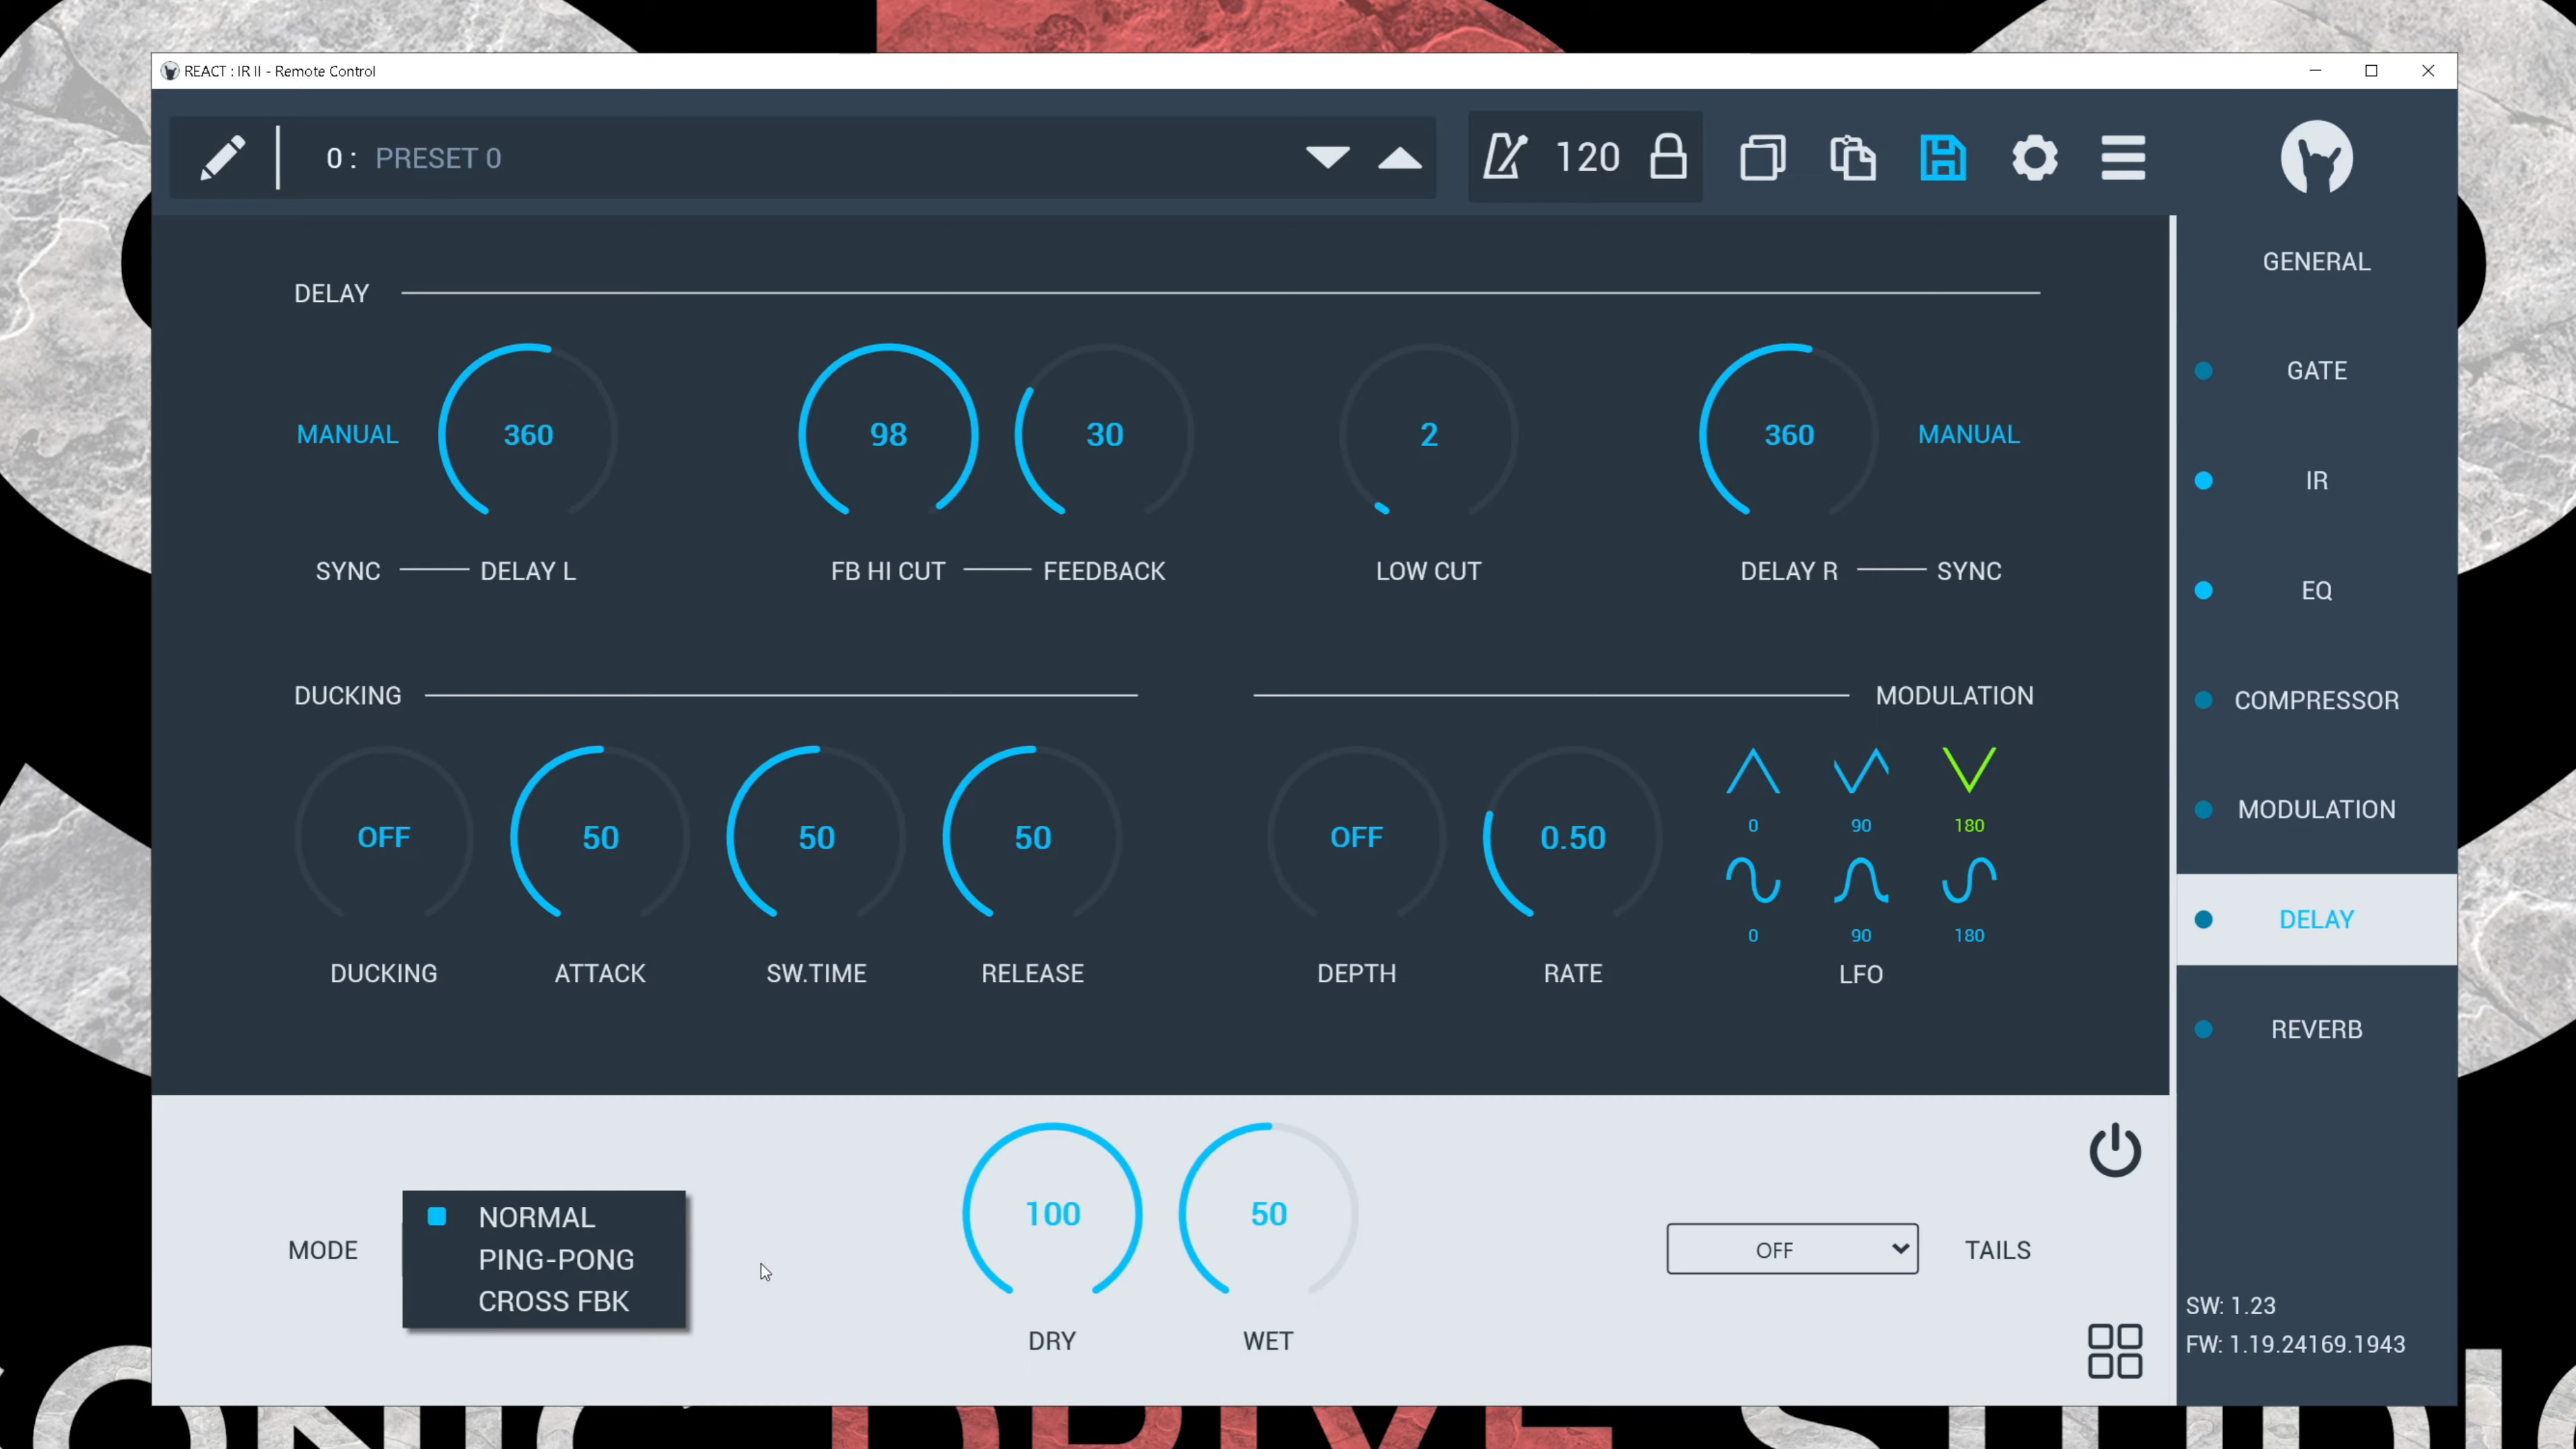 REACT : IR II - Remote Control
0 : PRESET 0
120
GENERAL
DELAY
GATE
MANUAL 360 98 30 2 360 MANUAL
IR
SYNC DELAY L FB HI CUT FEEDBACK LOW CUT DELAY R SYNC
EQ
DUCKING MODULATION
COMPRESSOR
MODULATION
0 90 180
OFF 50 50 50 OFF 0.50
DELAY
0 90 180
DUCKING ATTACK SW.TIME RELEASE DEPTH RATE LFO
REVERB
MODE
NORMAL
PING-PONG
CROSS FBK
100 50
DRY WET
OFF TAILS
SW: 1.23
FW: 1.19.24169.1943
DRIVE